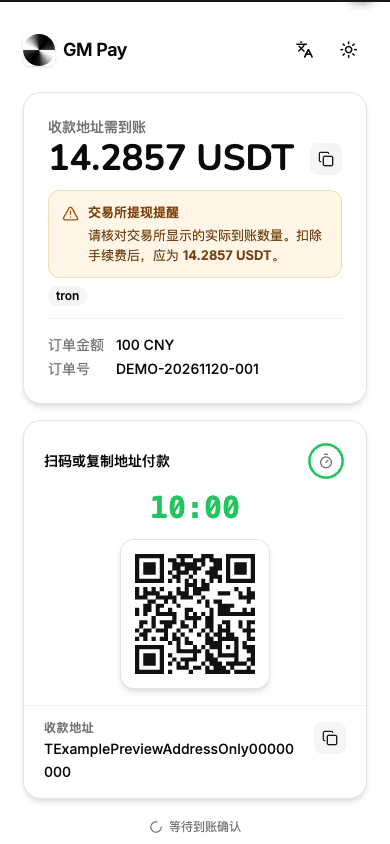 GM Pay
收款地址需到账
14.2857 USDT
交易所提现提醒
请核对交易所显示的实际到账数量。扣除
手续费后，应为 14.2857 USDT。
tron
订单金额 100 CNY
订单号 DEMO-20261120-001
扫码或复制地址付款
10:00
收款地址
TExamplePreviewAddressOnly00000
000
等待到账确认